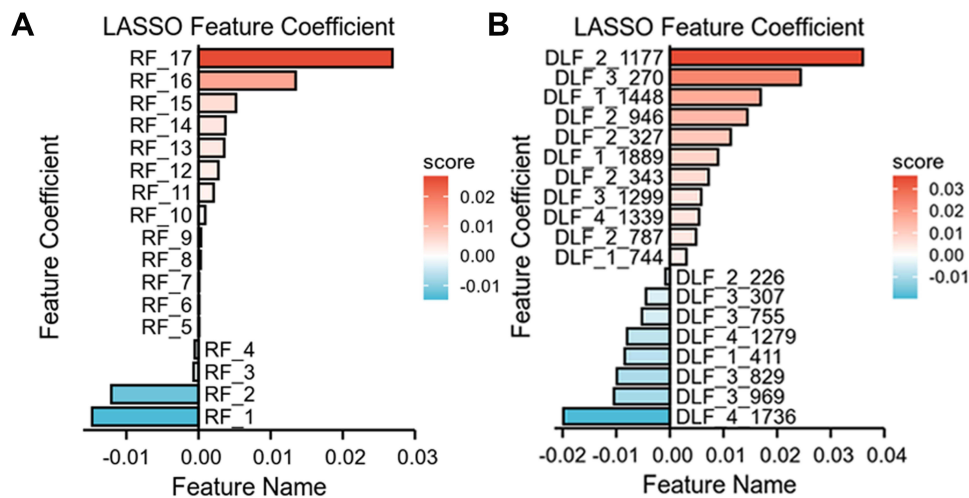 A
LASSO Feature Coefficient
RF_17
RF_16
RF_15
RF_14
RF_13
RF_12
RF_11
RF_10
RF_9
RF_8
RF_7
RF_6
RF_5
RF_4
RF_3
RF_2
RF_1
Feature Coefficient
-0.01 0.00 0.01 0.02 0.03
Feature Name
score
0.02
0.01
0.00
-0.01
B
LASSO Feature Coefficient
DLF_2_1177
DLF_3_270
DLF_1_1448
DLF_2_946
DLF_2_327
DLF_1_1889
DLF_2_343
DLF_3_1299
DLF_4_1339
DLF_2_787
DLF_1_744
DLF_2_226
DLF_3_307
DLF_3_755
DLF_4_1279
DLF_1_411
DLF_3_829
DLF_3_969
DLF_4_1736
Feature Coefficient
-0.02 -0.01 0.00 0.01 0.02 0.03 0.04
Feature Name
score
0.03
0.02
0.01
0.00
-0.01